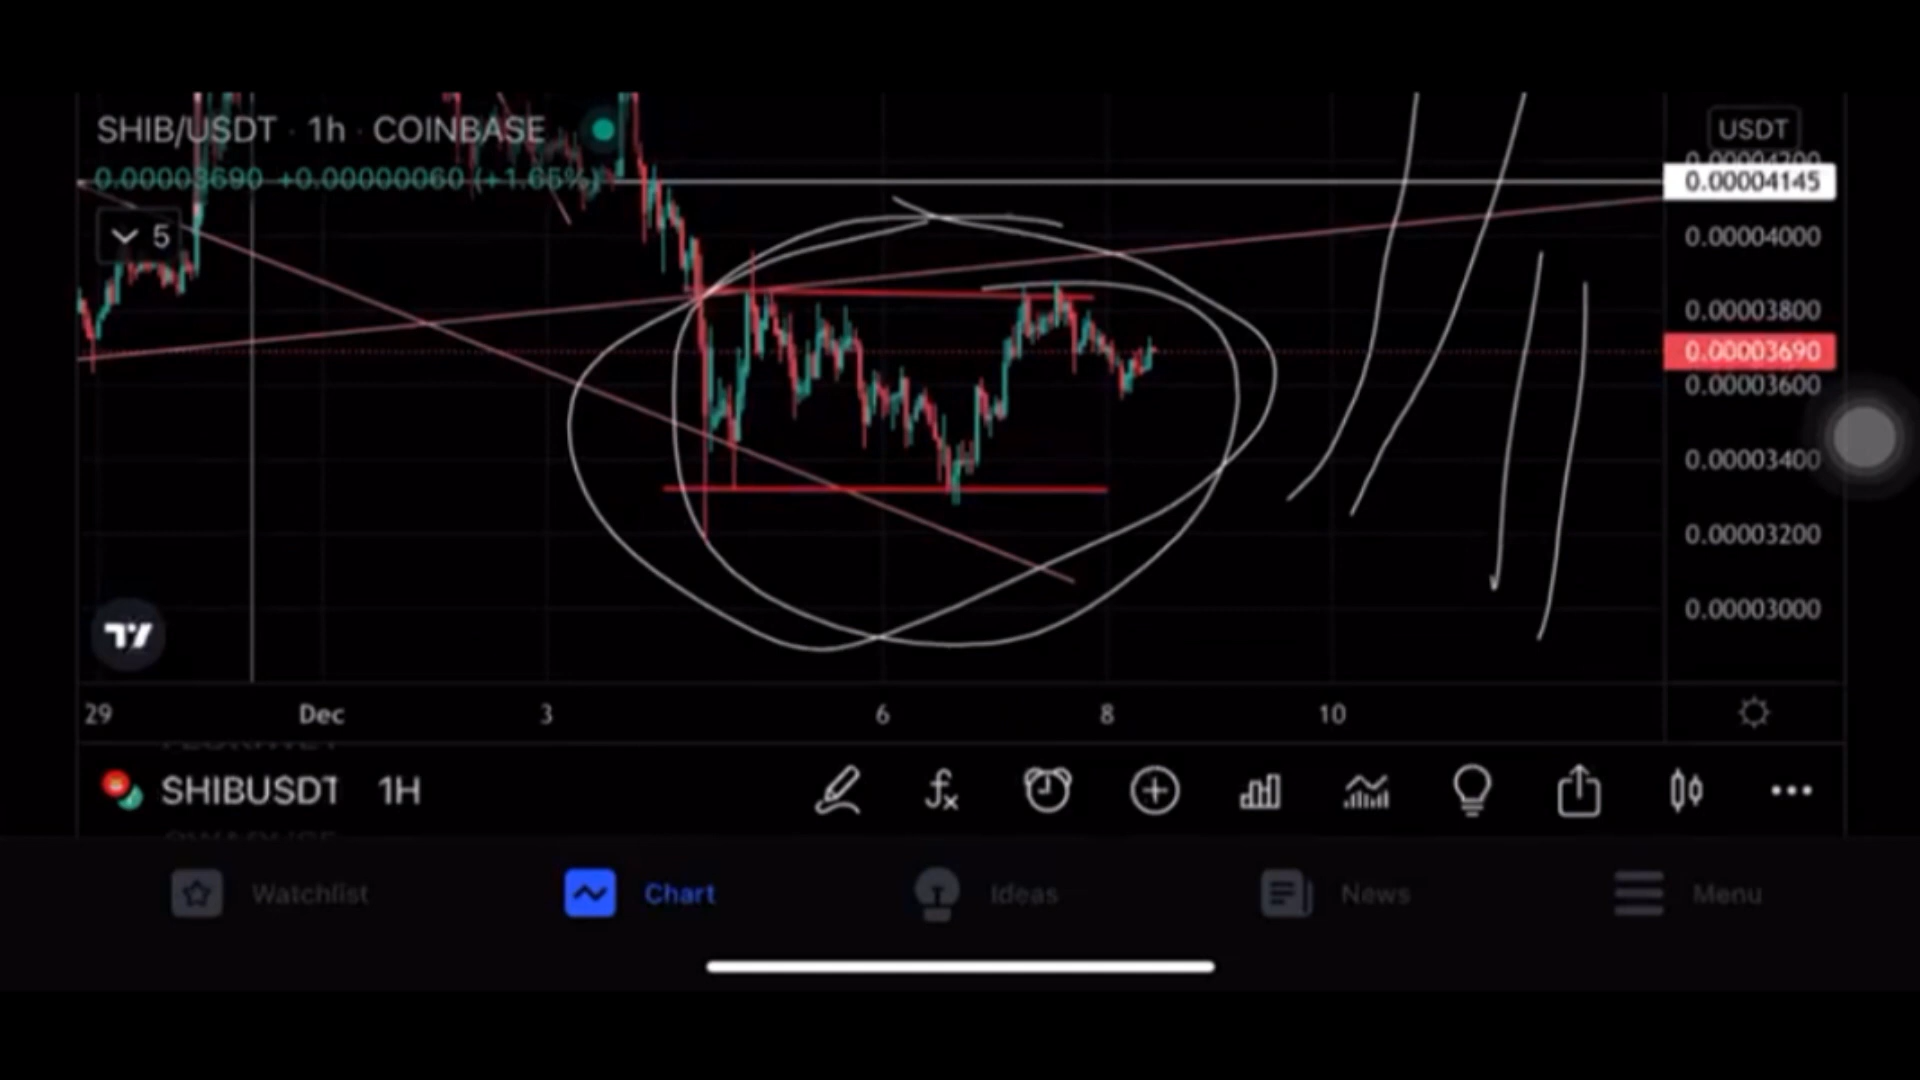 SHIB/USDT · 1h · COINBASE
0.00003690 +0.00000060 (+1.65%)
5
USDT
0.00004200
0.00004145
0.00004000
0.00003800
0.00003690
0.00003600
0.00003400
0.00003200
0.00003000
29 Dec 3 6 8 10
SHIBUSDT 1H
Watchlist Chart Ideas News Menu